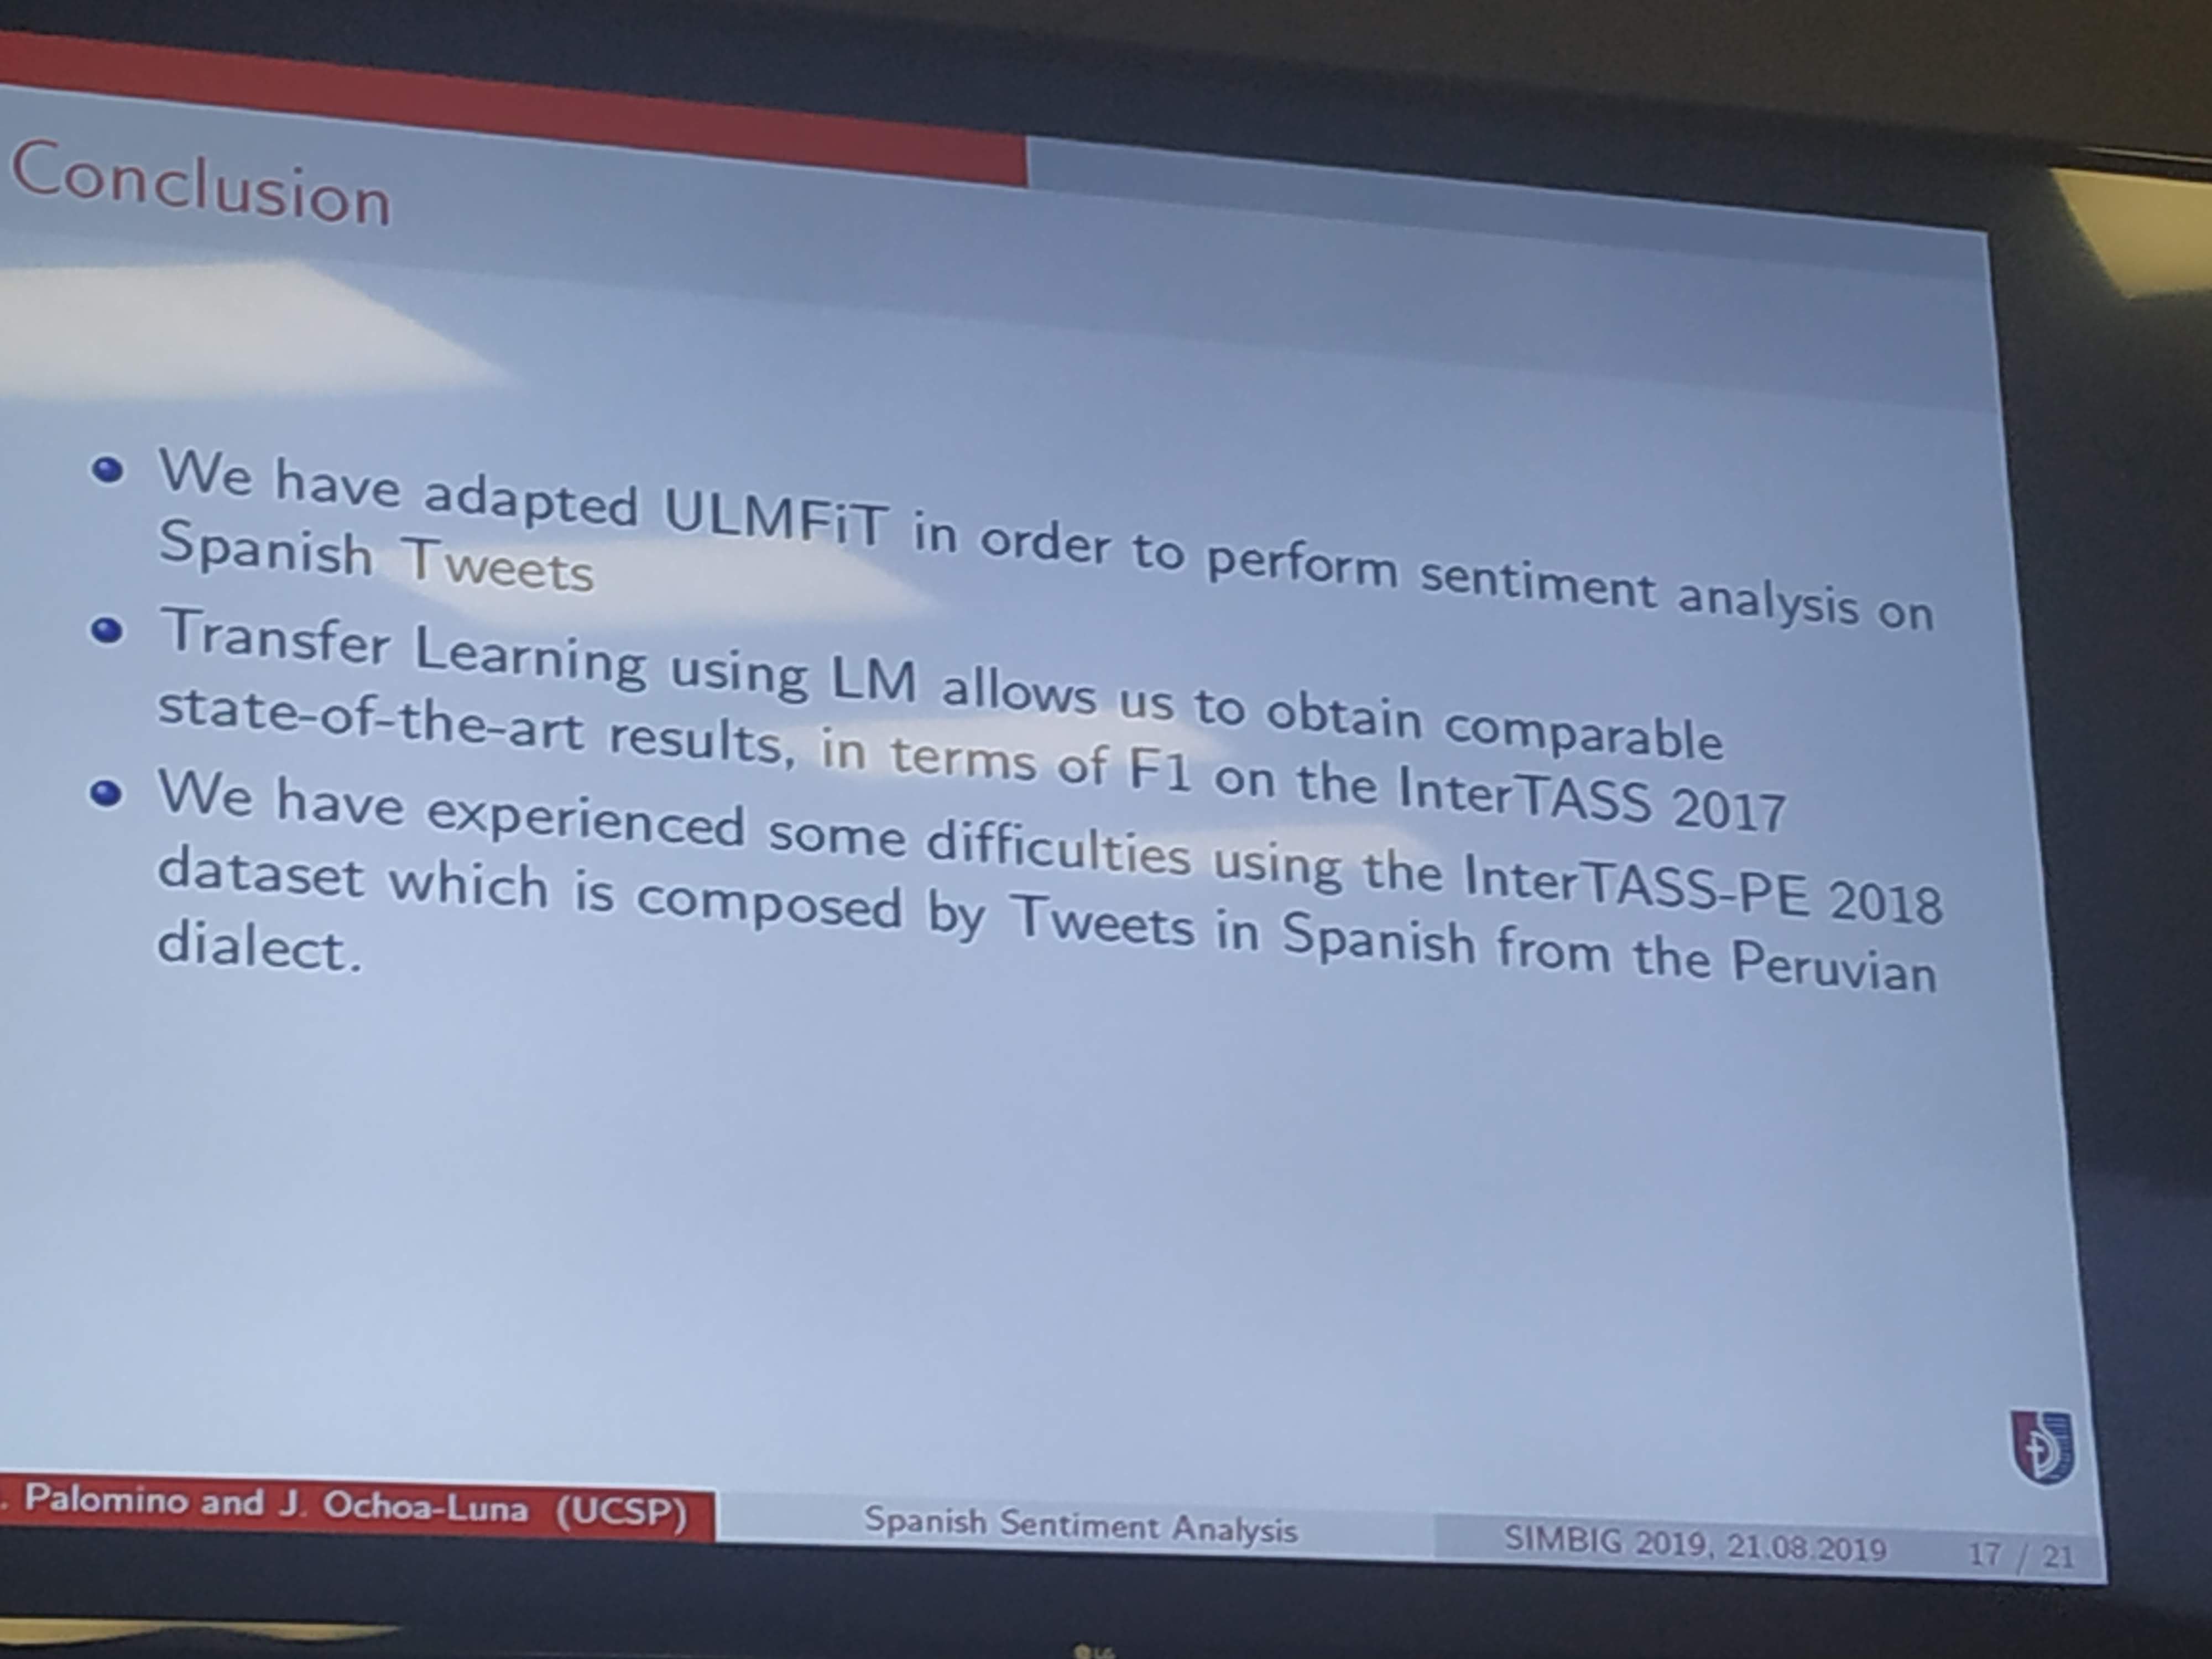 Conclusion
We have adapted ULMFiT in order to perform sentiment analysis on
Spanish Tweets
Transfer Learning using LM allows us to obtain comparable
state-of-the-art results, in terms of F1 on the InterTASS 2017
We have experienced some difficulties using the InterTASS-PE 2018
dataset which is composed by Tweets in Spanish from the Peruvian
dialect.
. Palomino and J. Ochoa-Luna (UCSP)
Spanish Sentiment Analysis
SIMBIG 2019, 21.08.2019
17 / 21
LG